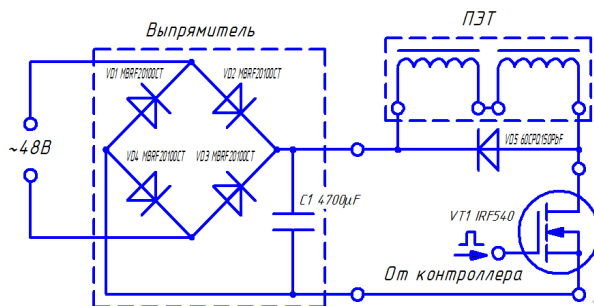 Выпрямитель
ПЭТ
VD1 MBRF20100CT
VD2 MBRF20100CT
VD4 MBRF20100CT
VD3 MBRF20100CT
~48В
C1 4700μF
VD5 60CPQ150PbF
VT1 IRF540
От контроллера